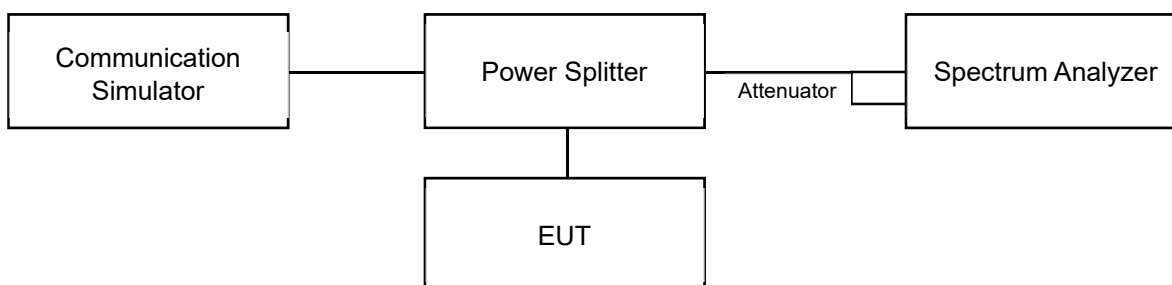 Communication
Simulator
Power Splitter
Attenuator
Spectrum Analyzer
EUT